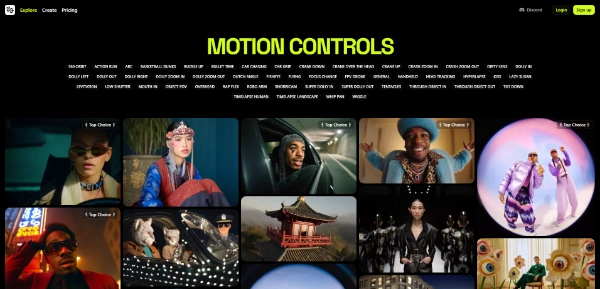 Explore Create Pricing Discord Login Sign up
MOTION CONTROLS
360 ORBIT ACTION RUN ARC BASKETBALL DUNKS BUCKLE UP BULLET TIME CAR CHASING CAR GRIP CRANE DOWN CRANE OVER THE HEAD CRANE UP CRASH ZOOM IN CRASH ZOOM OUT DIRTY LENS DOLLY IN
DOLLY LEFT DOLLY OUT DOLLY RIGHT DOLLY ZOOM IN DOLLY ZOOM OUT DUTCH ANGLE FISHEYE FLYING FOCUS CHANGE FPV DRONE GENERAL HANDHELD HEAD TRACKING HYPERLAPSE KISS LAZY SUSAN
LEVITATION LOW SHUTTER MOUTH IN OBJECT POV OVERHEAD RAP FLEX ROBO ARM SNORRICAM SUPER DOLLY IN SUPER DOLLY OUT TENTACLES THROUGH OBJECT IN THROUGH OBJECT OUT TILT DOWN
TIMELAPSE HUMAN TIMELAPSE LANDSCAPE WHIP PAN WIGGLE
Top Choice
Top Choice
Top Choice
Top Choice
Top Choice